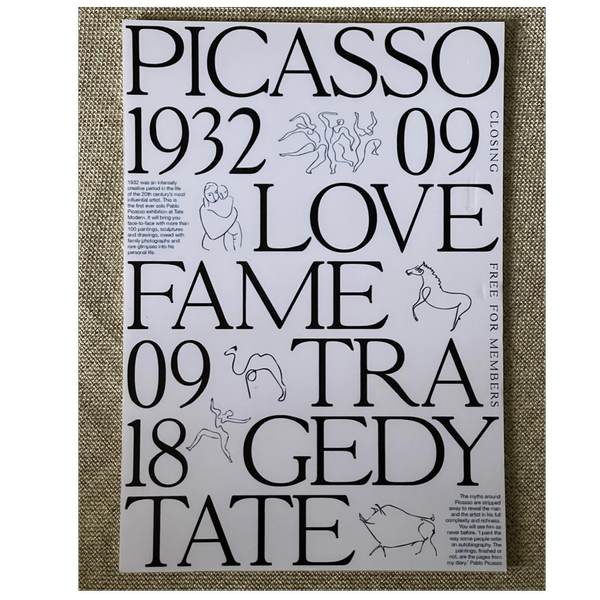 PICASSO
1932 09
CLOSING
1932 was an intensely
creative period in the life
of the 20th century's most
influential artist. This is
the first ever solo Pablo
Picasso exhibition at Tate
Modern. It will bring you
face-to-face with more than
100 paintings, sculptures
and drawings, mixed with
family photographs and
rare glimpses into his
personal life.
LOVE
FAME
FREE FOR MEMBERS
09 TRA
18 GEDY
TATE
The myths around
Picasso are stripped
away to reveal the man
and the artist in his full
complexity and richness.
You will see him as
never before. 'I paint the
way some people write
an autobiography. The
paintings, finished or
not, are the pages from
my diary.' Pablo Picasso